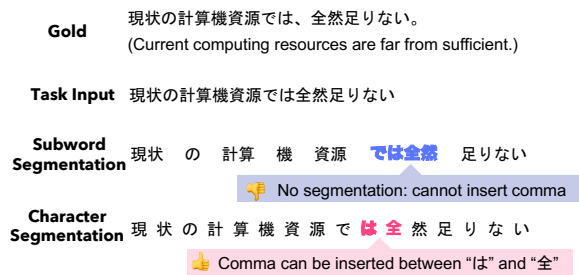 Gold
現状の計算機資源では、全然足りない。
(Current computing resources are far from sufficient.)
Task Input 現状の計算機資源では全然足りない
Subword
Segmentation 現状 の 計算 機 資源 では全然 足りない
👎 No segmentation: cannot insert comma
Character
Segmentation 現 状 の 計 算 機 資 源 で は 全 然 足 り な い
👍 Comma can be inserted between “は” and “全”